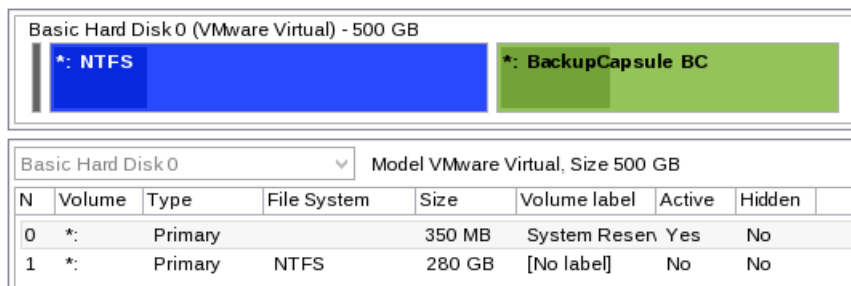 Basic Hard Disk 0 (VMware Virtual) - 500 GB
*: NTFS *: BackupCapsule BC
Basic Hard Disk 0 Model VMware Virtual, Size 500 GB
N Volume Type File System Size Volume label Active Hidden
0 *: Primary 350 MB System Reser Yes No
1 *: Primary NTFS 280 GB [No label] No No